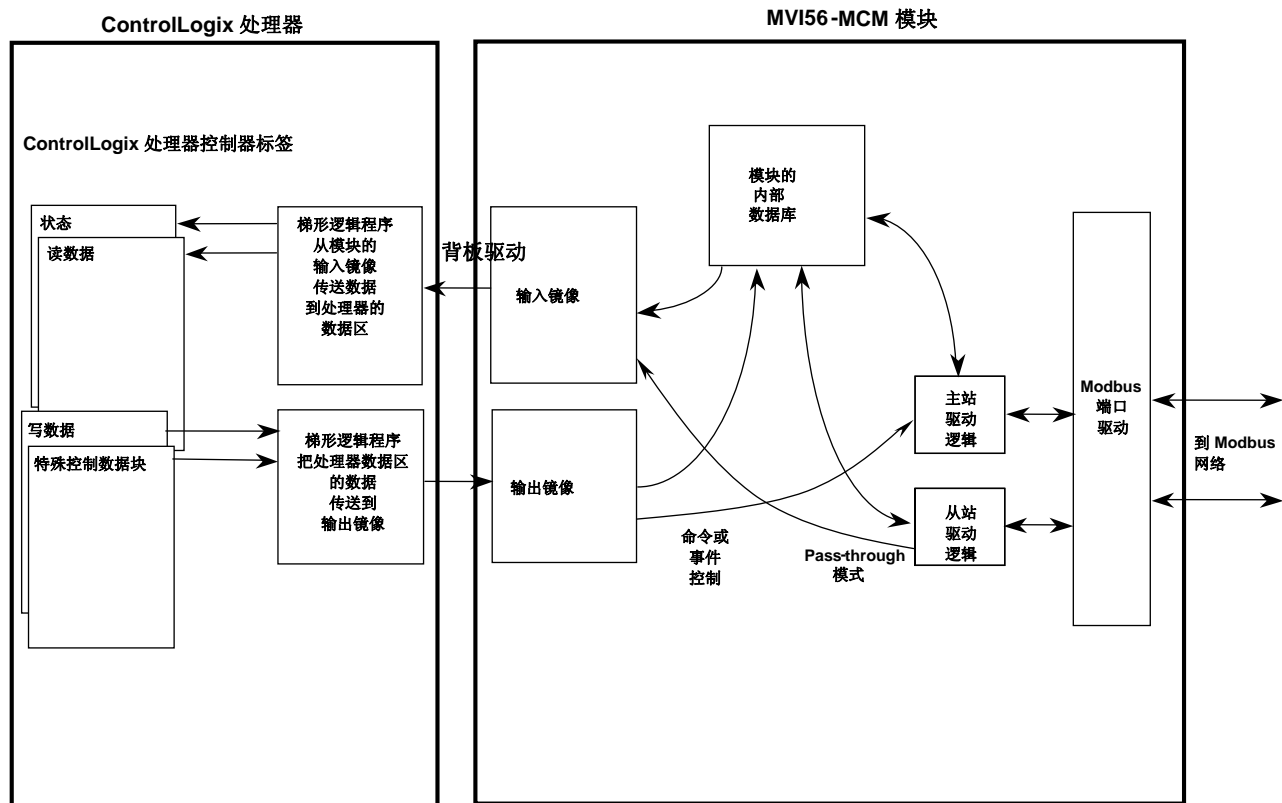 ControlLogix 处理器
MVI56-MCM 模块
ControlLogix 处理器控制器标签
状态
读数据
写数据
特殊控制数据块
梯形逻辑程序
从模块的
输入镜像
传送数据
到处理器的
数据区
梯形逻辑程序
把处理器数据区
的数据
传送到
输出镜像
背板驱动
输入镜像
输出镜像
模块的
内部
数据库
命令或
事件
控制
Pass-through
模式
主站
驱动
逻辑
从站
驱动
逻辑
Modbus
端口
驱动
到 Modbus
网络